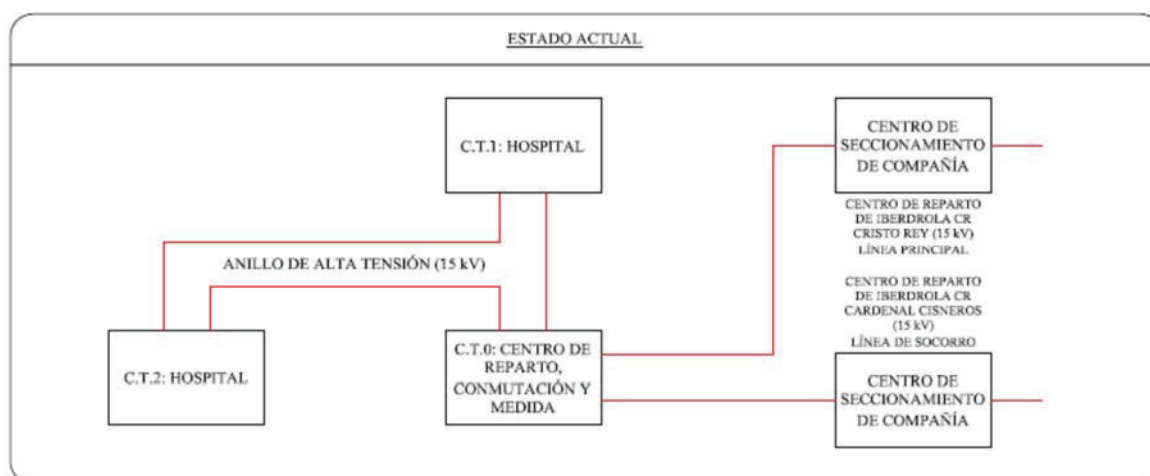 ESTADO ACTUAL
C.T.1: HOSPITAL
CENTRO DE
SECCIONAMIENTO
DE COMPAÑÍA
CENTRO DE REPARTO
DE IBERDROLA CR
CRISTO REY (15 kV)
LÍNEA PRINCIPAL
ANILLO DE ALTA TENSIÓN (15 kV)
CENTRO DE REPARTO
DE IBERDROLA CR
CARDENAL CISNEROS
(15 kV)
LÍNEA DE SOCORRO
C.T.2: HOSPITAL
C.T.0: CENTRO DE
REPARTO,
CONMUTACIÓN Y
MEDIDA
CENTRO DE
SECCIONAMIENTO
DE COMPAÑÍA